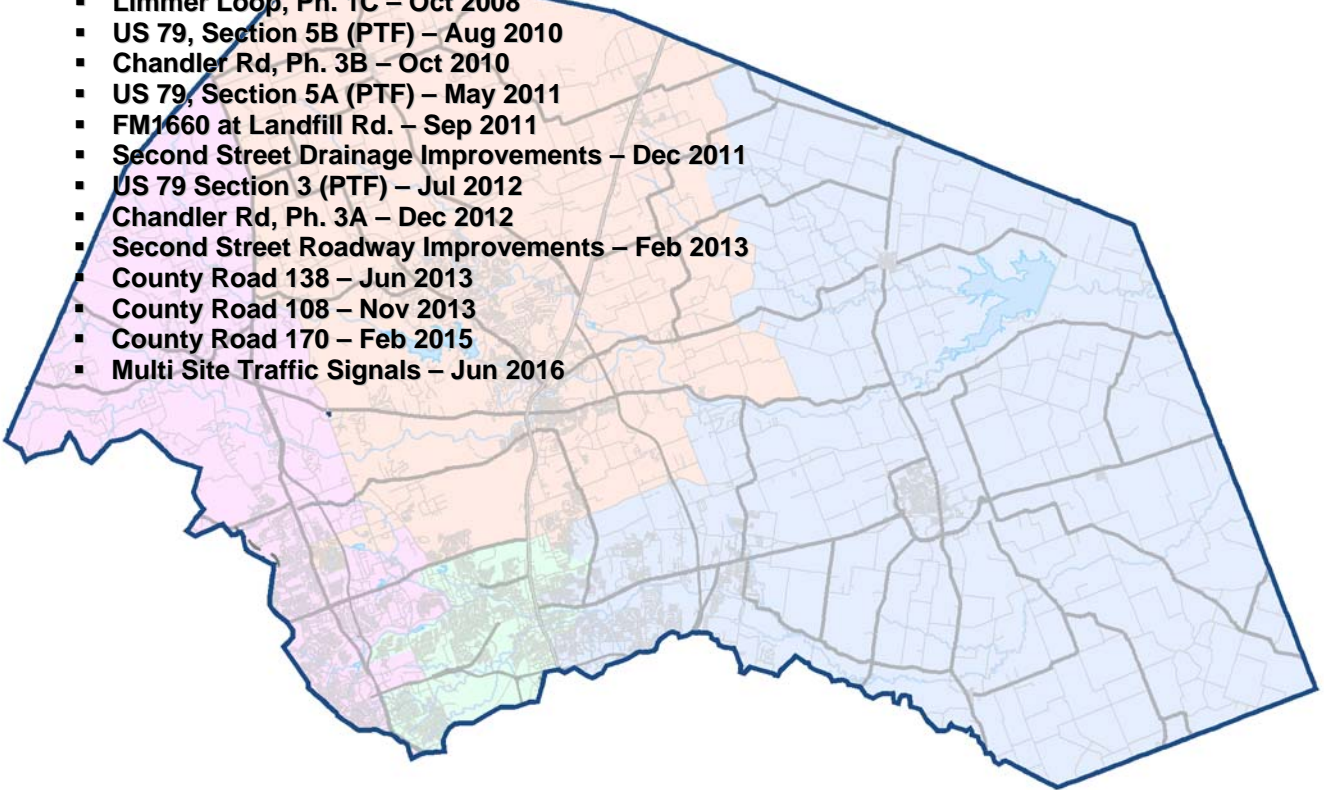 ▪ Limmer Loop, Ph. 1C – Oct 2008
▪ US 79, Section 5B (PTF) – Aug 2010
▪ Chandler Rd, Ph. 3B – Oct 2010
▪ US 79, Section 5A (PTF) – May 2011
▪ FM1660 at Landfill Rd. – Sep 2011
▪ Second Street Drainage Improvements – Dec 2011
▪ US 79 Section 3 (PTF) – Jul 2012
▪ Chandler Rd, Ph. 3A – Dec 2012
▪ Second Street Roadway Improvements – Feb 2013
▪ County Road 138 – Jun 2013
▪ County Road 108 – Nov 2013
▪ County Road 170 – Feb 2015
▪ Multi Site Traffic Signals – Jun 2016